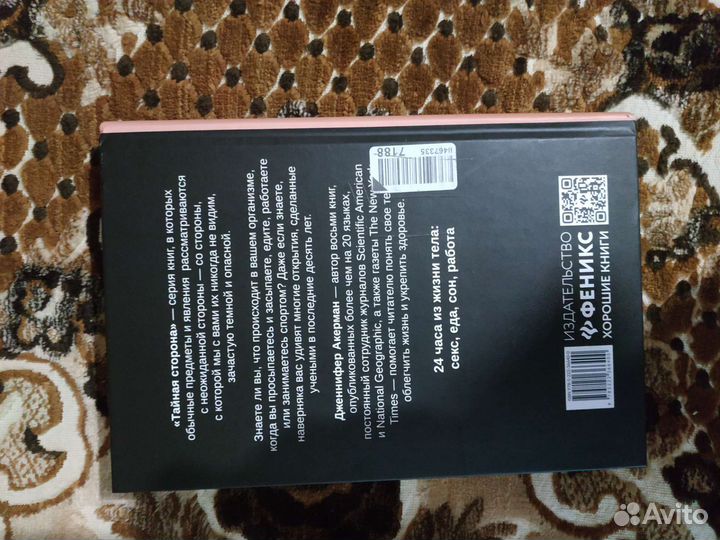 «Тайная сторона» — серия книг, в которых
обычные предметы и явления рассматриваются
с неожиданной стороны — со стороны,
с которой мы с вами их никогда не видим,
зачастую темной и опасной.
Знаете ли вы, что происходит в вашем организме,
когда вы просыпаетесь и засыпаете, едите, работаете
или занимаетесь спортом? Даже если знаете,
наверняка вас удивят многие открытия, сделанные
учеными в последние десять лет.
Дженнифер Акерман — автор восьми книг,
опубликованных более чем на 20 языках,
постоянный сотрудник журналов Scientific American
и National Geographic, а также газеты The New
Times — помогает читателю понять свое
облегчить жизнь и укрепить здоровье.
24 часа из жизни тела:
секс, еда, сон, работа
ИЗДАТЕЛЬСТВО
ФЕНИКС
ХОРОШИЕ КНИГИ
7188
Avito